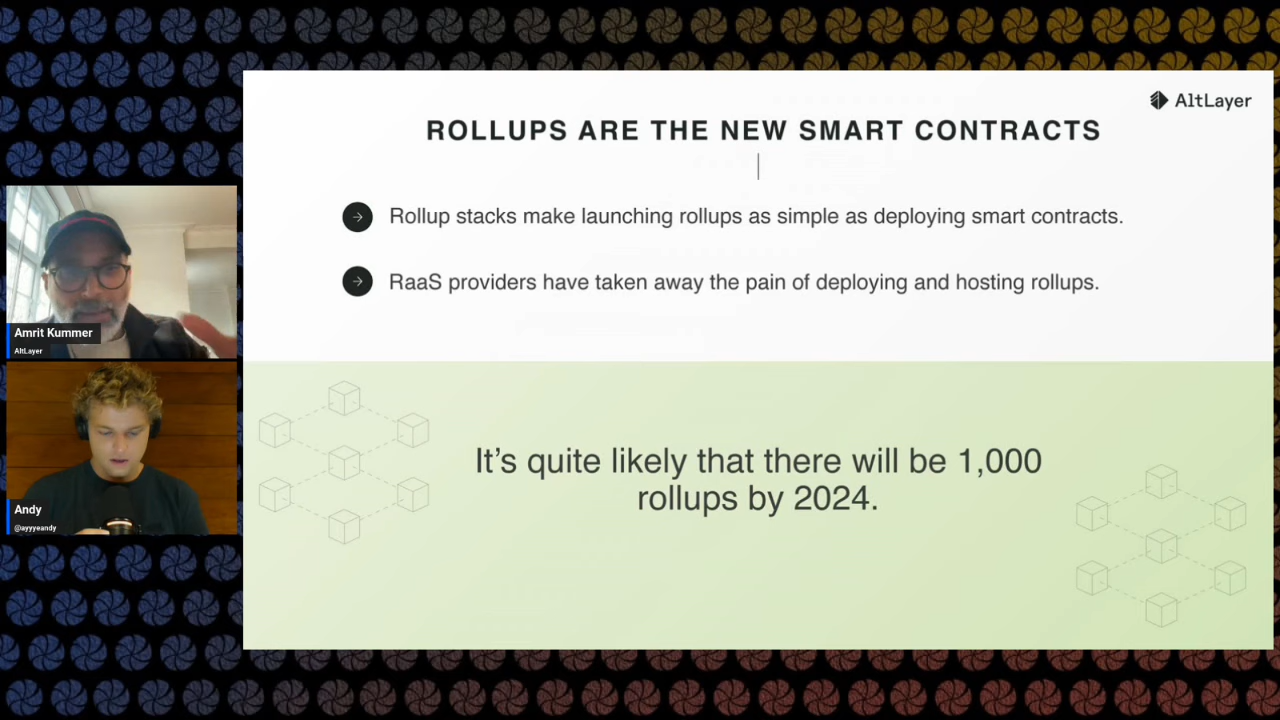 AltLayer
ROLLUPS ARE THE NEW SMART CONTRACTS
Rollup stacks make launching rollups as simple as deploying smart contracts.
RaaS providers have taken away the pain of deploying and hosting rollups.
It’s quite likely that there will be 1,000
rollups by 2024.
Amrit Kummer
AltLayer
Andy
@ayyyeandy